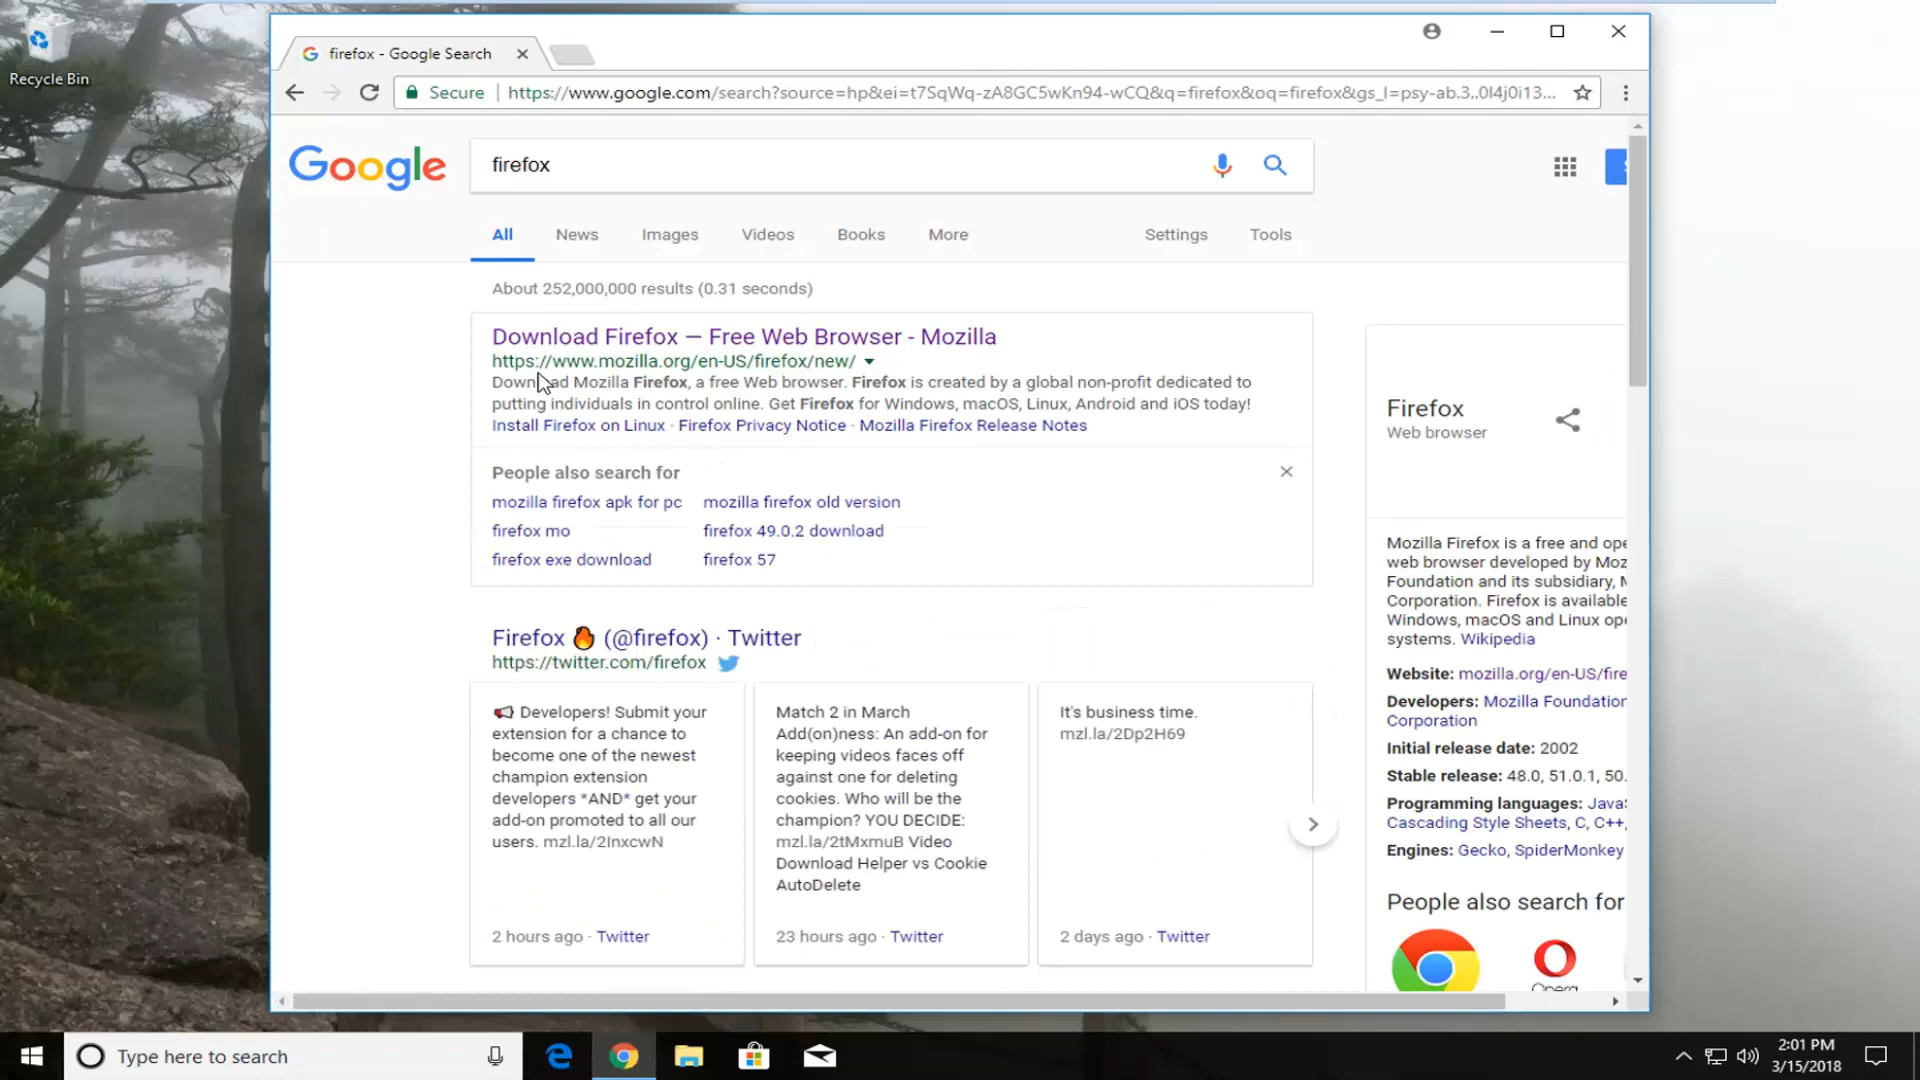 Recycle Bin
firefox - Google Search
Secure
https://www.google.com/search?source=hp&ei=t7SqWq-zA8GC5wKn94-wCQ&q=firefox&oq=firefox&gs_l=psy-ab.3..0l4j0i13...
Google
firefox
All
News
Images
Videos
Books
More
Settings
Tools
About 252,000,000 results (0.31 seconds)
Download Firefox — Free Web Browser - Mozilla
https://www.mozilla.org/en-US/firefox/new/
Download Mozilla Firefox, a free Web browser. Firefox is created by a global non-profit dedicated to
putting individuals in control online. Get Firefox for Windows, macOS, Linux, Android and iOS today!
Install Firefox on Linux · Firefox Privacy Notice · Mozilla Firefox Release Notes
People also search for
mozilla firefox apk for pc
mozilla firefox old version
firefox mo
firefox 49.0.2 download
firefox exe download
firefox 57
Firefox 🔥 (@firefox) · Twitter
https://twitter.com/firefox
📢 Developers! Submit your
extension for a chance to
become one of the newest
champion extension
developers *AND* get your
add-on promoted to all our
users. mzl.la/2InxcwN
2 hours ago · Twitter
Match 2 in March
Add(on)ness: An add-on for
keeping videos faces off
against one for deleting
cookies. Who will be the
champion? YOU DECIDE:
mzl.la/2tMxmuB Video
Download Helper vs Cookie
AutoDelete
23 hours ago · Twitter
It's business time.
mzl.la/2Dp2H69
2 days ago · Twitter
Firefox
Web browser
Mozilla Firefox is a free and ope
web browser developed by Moz
Foundation and its subsidiary, M
Corporation. Firefox is available
Windows, macOS and Linux ope
systems. Wikipedia
Website: mozilla.org/en-US/fire
Developers: Mozilla Foundation
Corporation
Initial release date: 2002
Stable release: 48.0, 51.0.1, 50.
Programming languages: Java
Cascading Style Sheets, C, C++,
Engines: Gecko, SpiderMonkey
People also search for
Opera
Type here to search
2:01 PM
3/15/2018